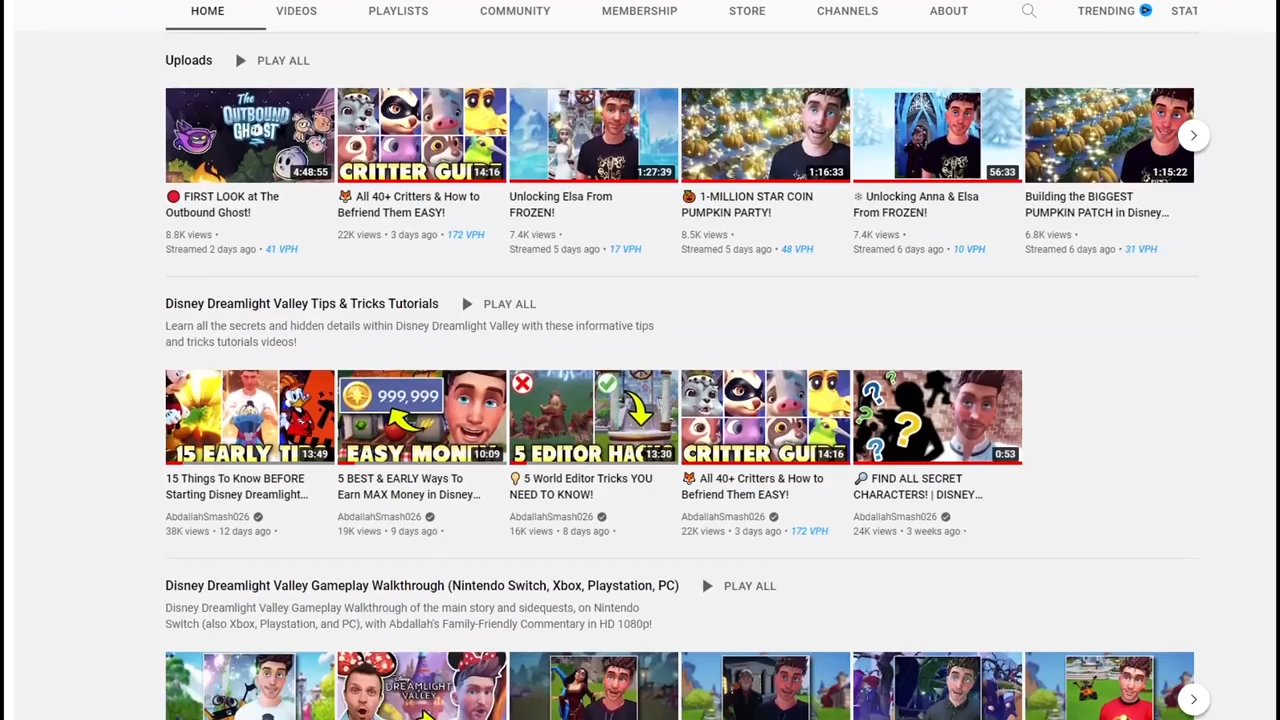 HOME VIDEOS PLAYLISTS COMMUNITY MEMBERSHIP STORE CHANNELS ABOUT TRENDING STAT
Uploads PLAY ALL
The OUTBOUND GHOST
4:48:55
CRITTER GUI
14:16
1:27:39
1:16:33
56:33
1:15:22
🔴 FIRST LOOK at The
Outbound Ghost!
8.8K views •
Streamed 2 days ago • 41 VPH
🦊 All 40+ Critters & How to
Befriend Them EASY!
22K views • 3 days ago • 172 VPH
Unlocking Elsa From
FROZEN!
7.4K views •
Streamed 5 days ago • 17 VPH
🎃 1-MILLION STAR COIN
PUMPKIN PARTY!
8.5K views •
Streamed 5 days ago • 48 VPH
❄ Unlocking Anna & Elsa
From FROZEN!
7.4K views •
Streamed 6 days ago • 10 VPH
Building the BIGGEST
PUMPKIN PATCH in Disney...
6.8K views •
Streamed 6 days ago • 31 VPH
Disney Dreamlight Valley Tips & Tricks Tutorials PLAY ALL
Learn all the secrets and hidden details within Disney Dreamlight Valley with these informative tips
and tricks tutorials videos!
15 EARLY TI
13:49
999,999
EASY MON
10:09
5 EDITOR HAC
13:30
CRITTER GUI
14:16
0:53
15 Things To Know BEFORE
Starting Disney Dreamlight...
AbdallahSmash026
38K views • 12 days ago •
5 BEST & EARLY Ways To
Earn MAX Money in Disney...
AbdallahSmash026
19K views • 9 days ago •
💡 5 World Editor Tricks YOU
NEED TO KNOW!
AbdallahSmash026
16K views • 8 days ago •
🦊 All 40+ Critters & How to
Befriend Them EASY!
AbdallahSmash026
22K views • 3 days ago • 172 VPH
🔎 FIND ALL SECRET
CHARACTERS! | DISNEY...
AbdallahSmash026
24K views • 3 weeks ago •
Disney Dreamlight Valley Gameplay Walkthrough (Nintendo Switch, Xbox, Playstation, PC) PLAY ALL
Disney Dreamlight Valley Gameplay Walkthrough of the main story and sidequests, on Nintendo
Switch (also Xbox, Playstation, and PC), with Abdallah's Family-Friendly Commentary in HD 1080p!
DREAMLIGHT
VALLEY